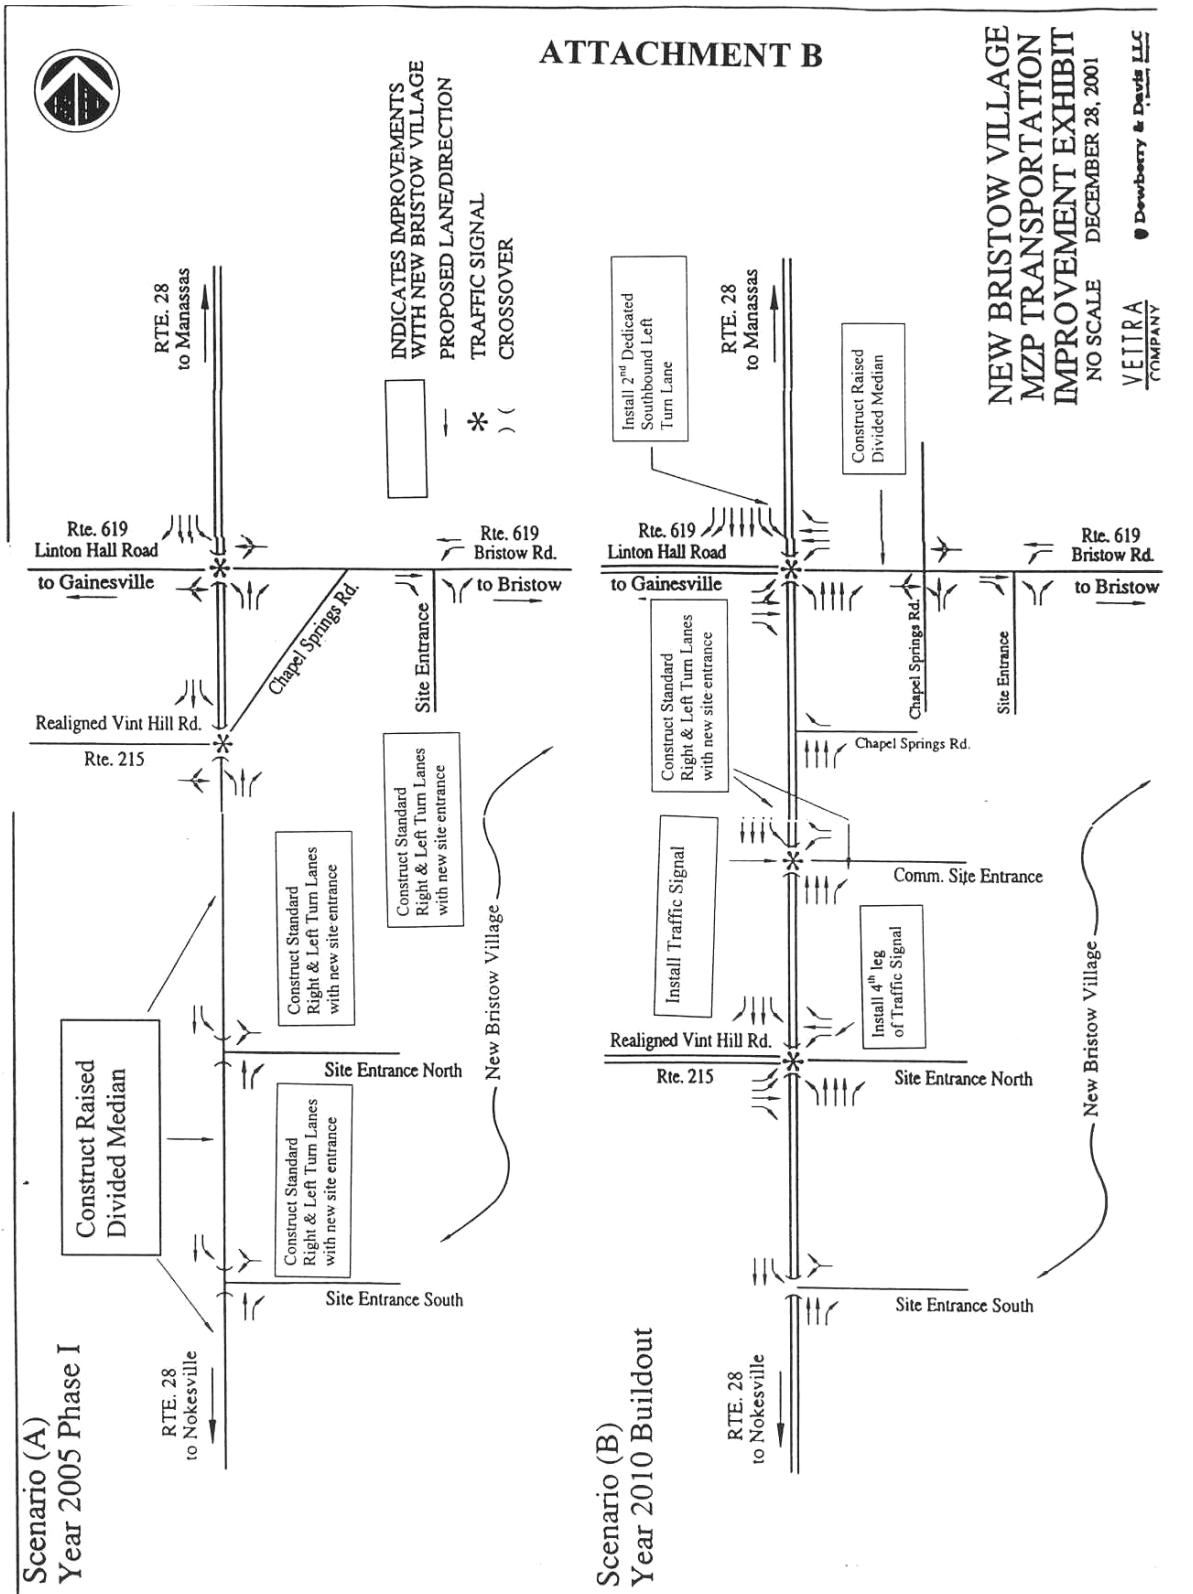 ATTACHMENT B
NEW BRISTOW VILLAGE
MZP TRANSPORTATION
IMPROVEMENT EXHIBIT
NO SCALE DECEMBER 28, 2001
VETTRA
COMPANY
Dewberry & Davis LLC
INDICATES IMPROVEMENTS
WITH NEW BRISTOW VILLAGE
PROPOSED LANE/DIRECTION
TRAFFIC SIGNAL
) ( CROSSOVER
Scenario (A)
Year 2005 Phase I
RTE. 28
to Nokesville
Construct Raised
Divided Median
Realigned Vint Hill Rd.
Rte. 215
Rte. 619
Linton Hall Road
to Gainesville
RTE. 28
to Manassas
Site Entrance South
Construct Standard
Right & Left Turn Lanes
with new site entrance
Site Entrance North
Construct Standard
Right & Left Turn Lanes
with new site entrance
Construct Standard
Right & Left Turn Lanes
with new site entrance
Chapel Springs Rd.
Site Entrance
Rte. 619
Bristow Rd.
to Bristow
New Bristow Village
Scenario (B)
Year 2010 Buildout
RTE. 28
to Nokesville
Realigned Vint Hill Rd.
Rte. 215
Install Traffic Signal
Construct Standard
Right & Left Turn Lanes
with new site entrance
Rte. 619
Linton Hall Road
to Gainesville
Install 2nd Dedicated
Southbound Left
Turn Lane
RTE. 28
to Manassas
Site Entrance South
Site Entrance North
Install 4th leg
of Traffic Signal
Comm. Site Entrance
Chapel Springs Rd.
Chapel Springs Rd.
Construct Raised
Divided Median
Site Entrance
Rte. 619
Bristow Rd.
to Bristow
New Bristow Village